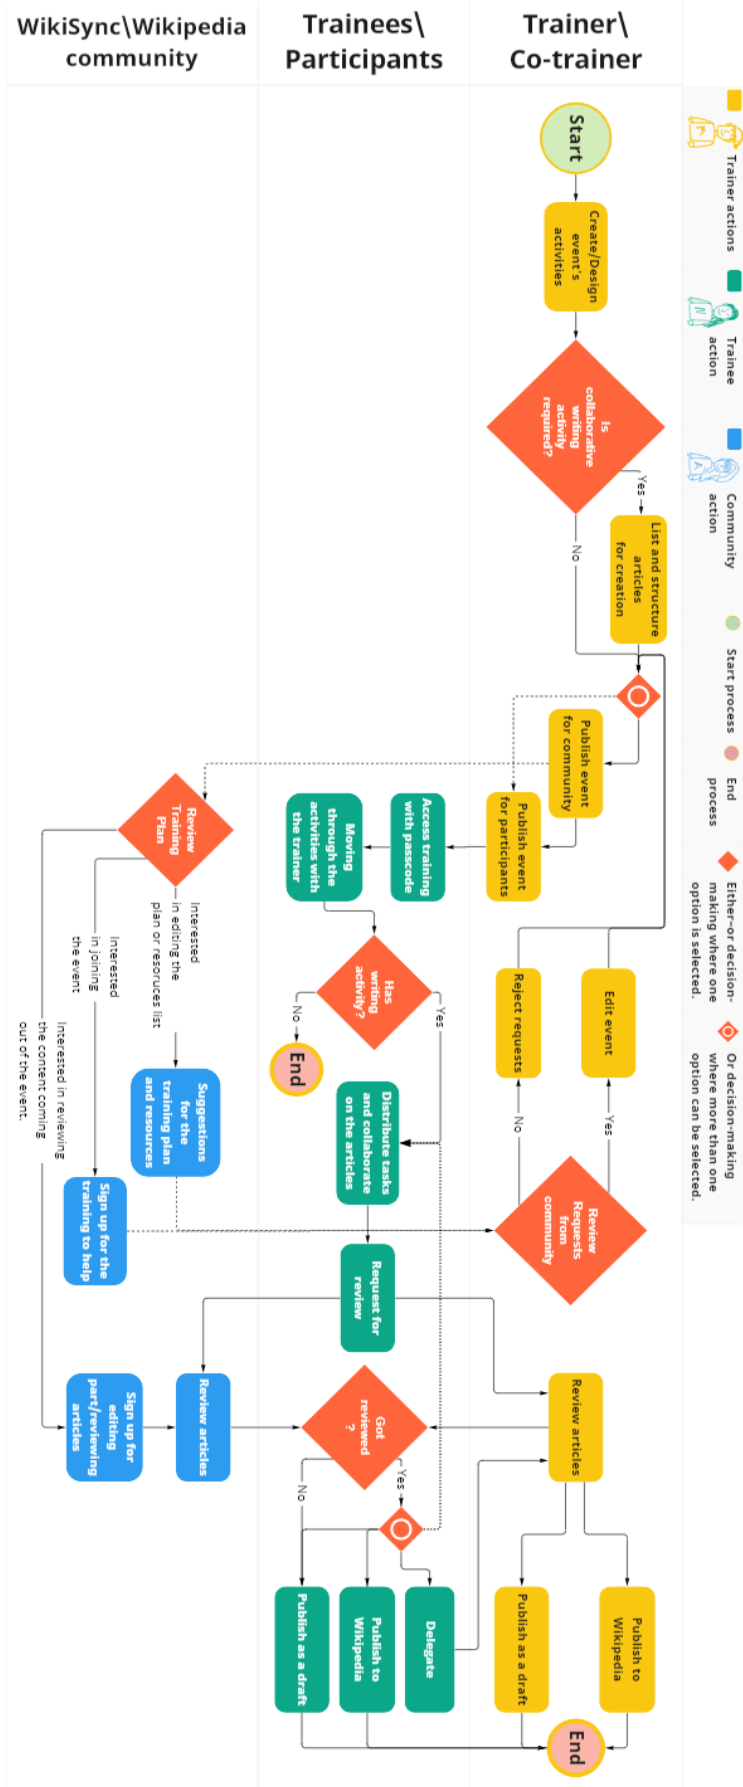 WikiSync\Wikipedia
community
Trainees\
Participants
Trainer\
Co-trainer
Trainer actions
Trainee
action
Community
action
Start process
End
process
Either-or decision-
making where one
option is selected.
Or decision-making
where more than one
option can be selected.
Start
Create/Design
event's
activities
Is
collaborative
writing
activity
required?
Yes
No
List and structure
articles
for creation
Publish event
for community
Publish event
for participants
Access training
with passcode
Moving
through the
activities with
the trainer
Has
writing
activity?
Yes
No
End
Review
Training
Plan
Interested
in editing the
plan or resoruces list
Interested
in joining
the event
Interested in reviewing
the content coming
out of the event.
Suggestions
for the
training plan
and resources
Sign up for the
training to help
Edit event
Reject requests
Yes
No
Review
Requests
from
community
Distribute tasks
and collaborate
on the articles
Request for
review
Review articles
Sign up for
editing
part/reviewing
articles
Review articles
Got
reviewed
?
Yes
No
Delegate
Publish to
Wikipedia
Publish as a draft
Publish to
Wikipedia
Publish as a draft
End